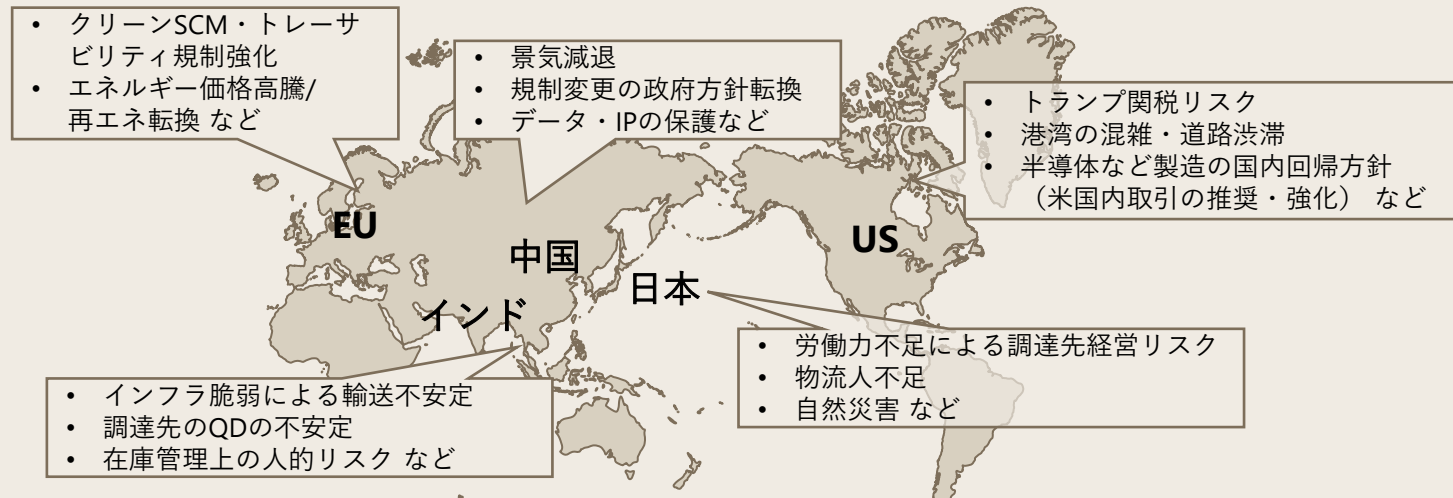 • クリーンSCM・トレーサ
ビリティ規制強化
• エネルギー価格高騰/
再エネ転換 など
• 景気減退
• 規制変更の政府方針転換
• データ・IPの保護など
• トランプ関税リスク
• 港湾の混雑・道路渋滞
• 半導体など製造の国内回帰方針
（米国内取引の推奨・強化） など
EU
中国
US
日本
インド
• 労働力不足による調達先経営リスク
• 物流人不足
• 自然災害 など
• インフラ脆弱による輸送不安定
• 調達先のQDの不安定
• 在庫管理上の人的リスク など